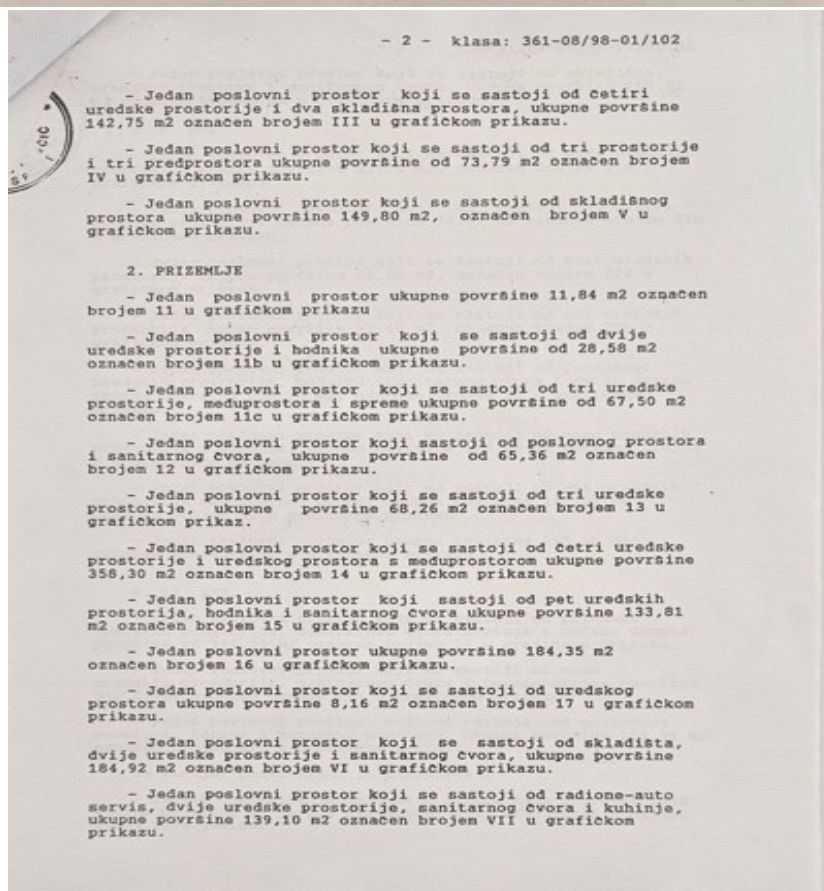 - 2 - klasa: 361-08/98-01/102
- Jedan poslovni prostor koji se sastoji od četiri
uredske prostorije i dva skladišna prostora, ukupne površine
142,75 m2 označen brojem III u grafičkom prikazu.
- Jedan poslovni prostor koji se sastoji od tri prostorije
i tri predprostora ukupne površine od 73,79 m2 označen brojem
IV u grafičkom prikazu.
- Jedan poslovni prostor koji se sastoji od skladišnog
prostora ukupne površine 149,80 m2, označen brojem V u
grafičkom prikazu.
2. PRIZEMLJE
- Jedan poslovni prostor ukupne površine 11,84 m2 označen
brojem 11 u grafičkom prikazu
- Jedan poslovni prostor koji se sastoji od dvije
uredske prostorije i hodnika ukupne površine od 28,58 m2
označen brojem 11b u grafičkom prikazu.
- Jedan poslovni prostor koji se sastoji od tri uredske
prostorije, međuprostora i spreme ukupne površine od 67,50 m2
označen brojem 11c u grafičkom prikazu.
- Jedan poslovni prostor koji sastoji od poslovnog prostora
i sanitarnog čvora, ukupne površine od 65,36 m2 označen
brojem 12 u grafičkom prikazu.
- Jedan poslovni prostor koji se sastoji od tri uredske
prostorije, ukupne površine 68,26 m2 označen brojem 13 u
grafičkom prikaz.
- Jedan poslovni prostor koji se sastoji od četri uredske
prostorije i uredskog prostora s međuprostorom ukupne površine
358,30 m2 označen brojem 14 u grafičkom prikazu.
- Jedan poslovni prostor koji sastoji od pet uredskih
prostorija, hodnika i sanitarnog čvora ukupne površine 133,81
m2 označen brojem 15 u grafičkom prikazu.
- Jedan poslovni prostor ukupne površine 184,35 m2
označen brojem 16 u grafičkom prikazu.
- Jedan poslovni prostor koji se sastoji od uredskog
prostora ukupne površine 8,16 m2 označen brojem 17 u grafičkom
prikazu.
- Jedan poslovni prostor koji se sastoji od skladišta,
dvije uredske prostorije i sanitarnog čvora, ukupne površine
184,92 m2 označen brojem VI u grafičkom prikazu.
- Jedan poslovni prostor koji se sastoji od radione-auto
servis, dvije uredske prostorije, sanitarnog čvora i kuhinje,
ukupne površine 139,10 m2 označen brojem VII u grafičkom
prikazu.